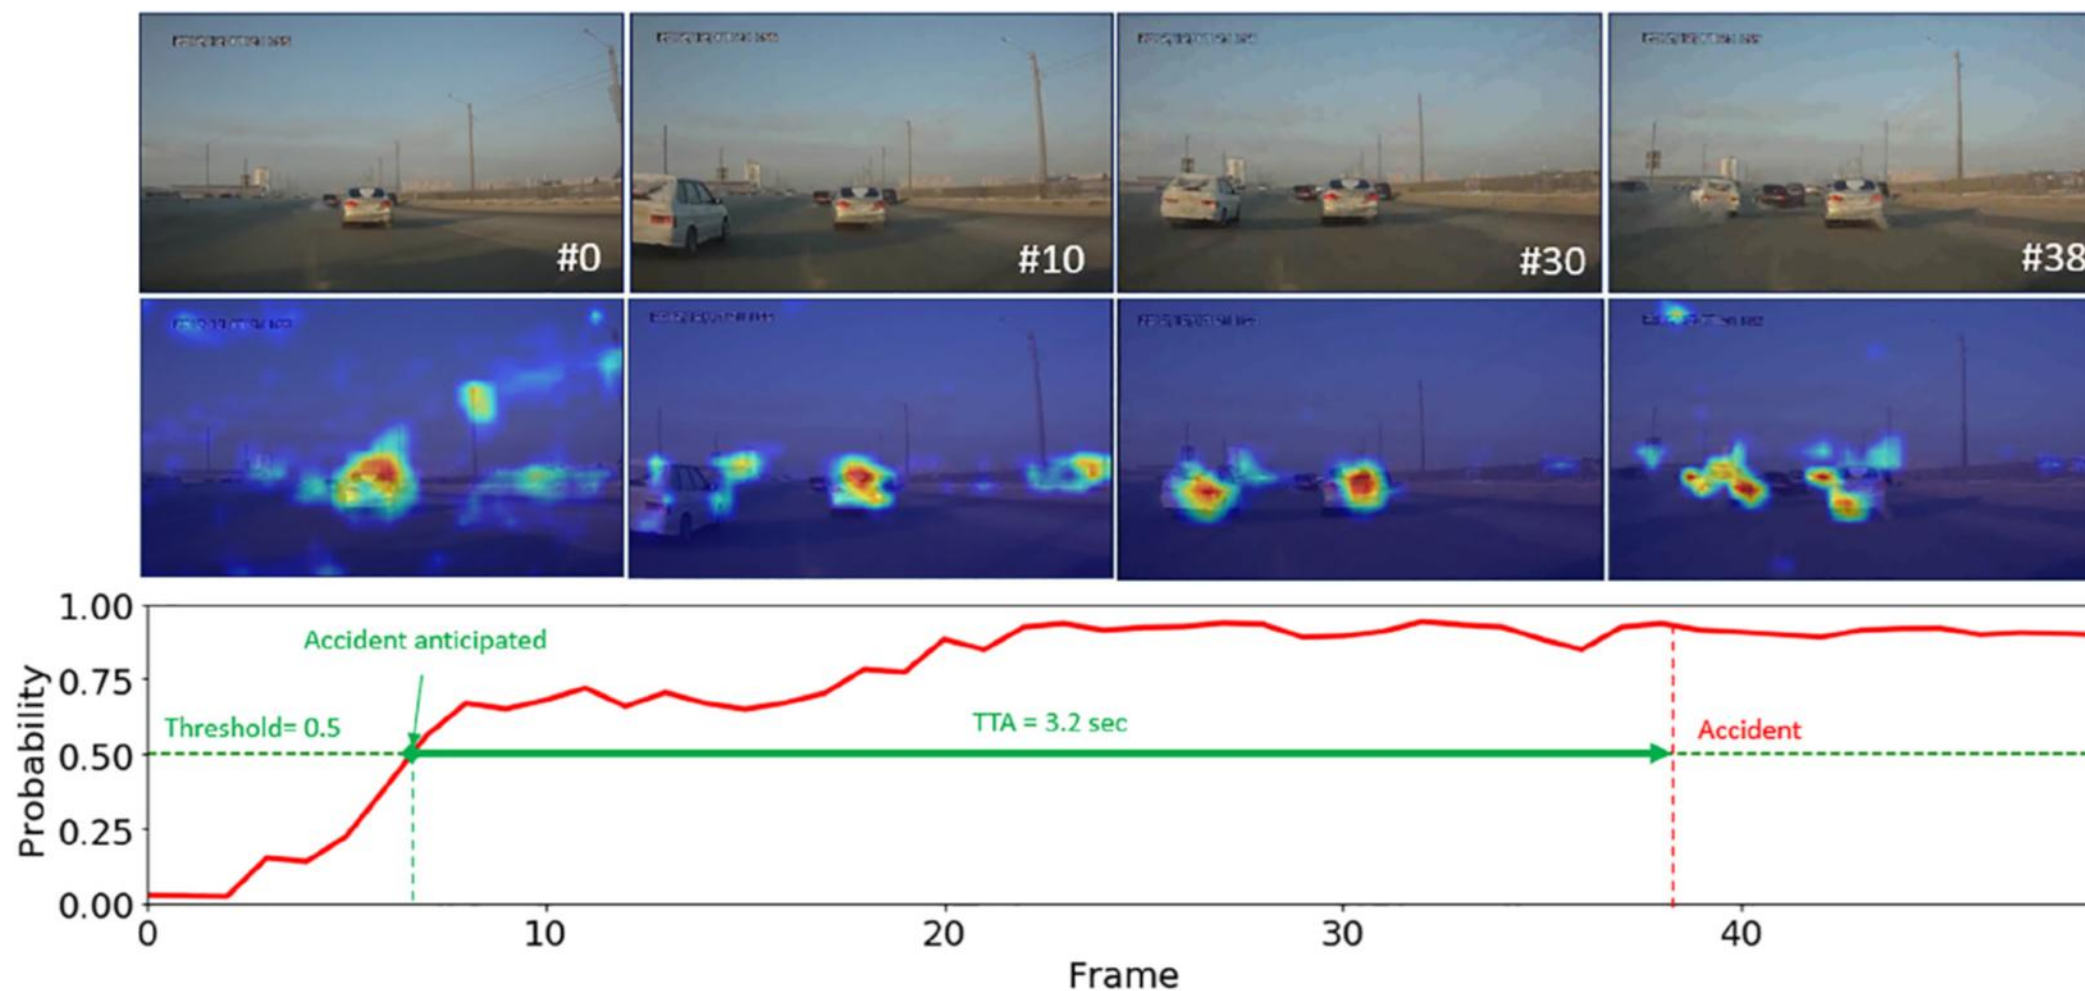 #0
#10
#30
#38
1.00
Accident anticipated
0.75
Threshold= 0.5
TTA = 3.2 sec
Accident
0.50
0.25
0.00
Probability
0
10
20
30
40
Frame